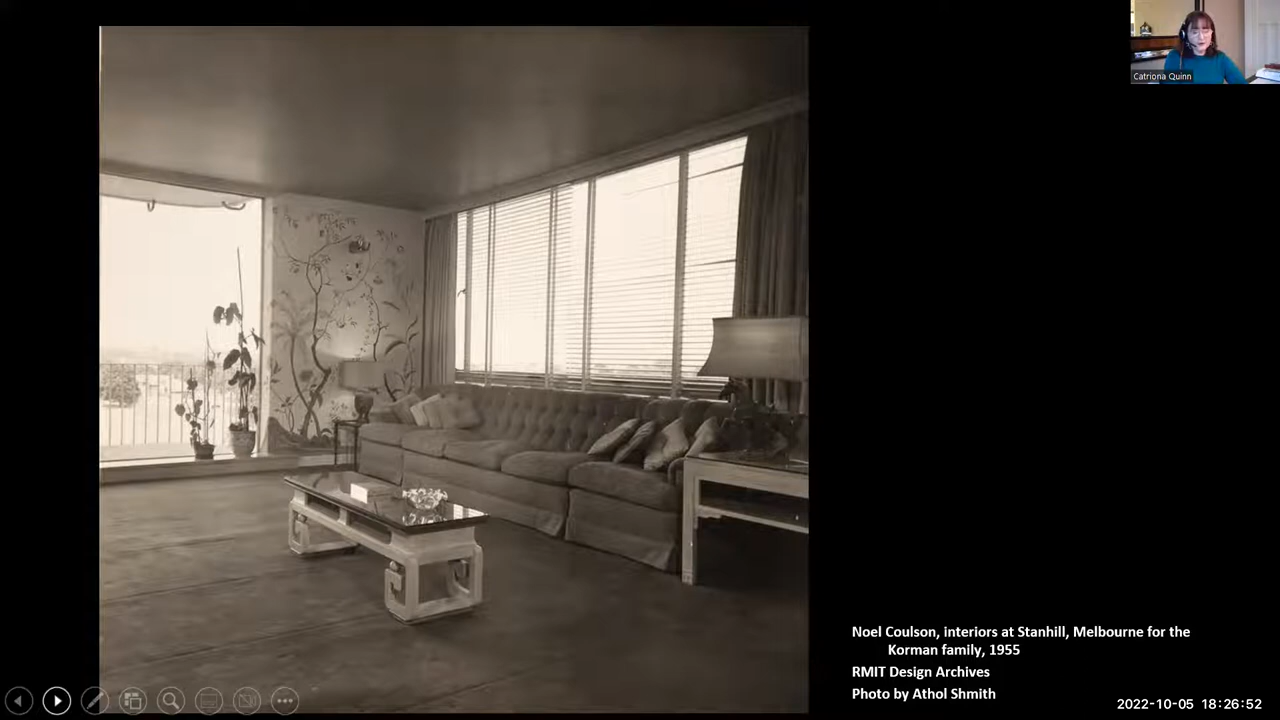 Catriona Quinn
Noel Coulson, interiors at Stanhill, Melbourne for the
Korman family, 1955
RMIT Design Archives
Photo by Athol Shmith
2022-10-05 18:26:52